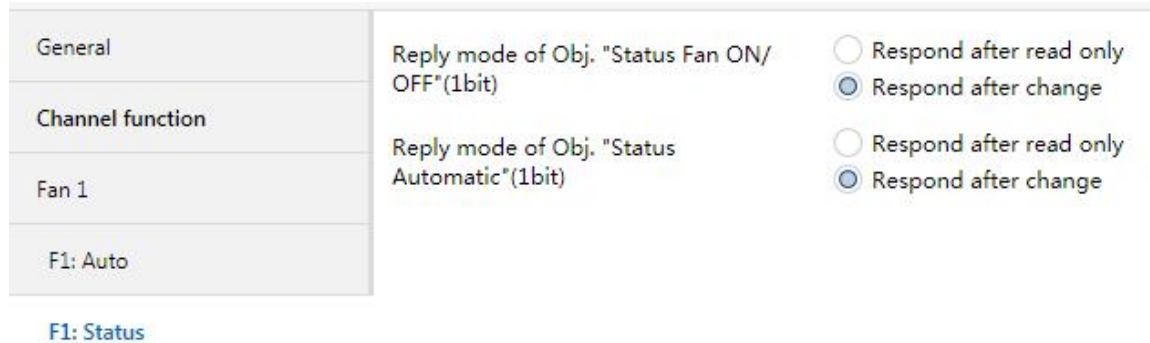 General
Channel function
Fan 1
F1: Auto
F1: Status
Reply mode of Obj. "Status Fan ON/
OFF"(1bit)
Respond after read only
Respond after change
Reply mode of Obj. "Status
Automatic"(1bit)
Respond after read only
Respond after change